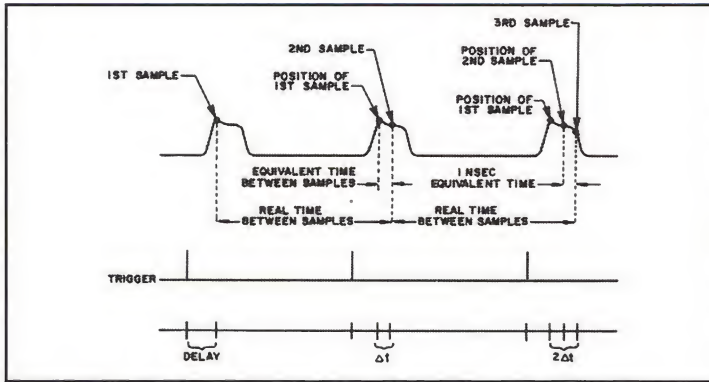 3RD SAMPLE
2ND SAMPLE
POSITION OF
2ND SAMPLE
1ST SAMPLE
POSITION OF
1ST SAMPLE
POSITION OF
1ST SAMPLE
EQUIVALENT TIME
BETWEEN SAMPLES
1 NSEC
EQUIVALENT TIME
REAL TIME
BETWEEN SAMPLES
REAL TIME
BETWEEN SAMPLES
TRIGGER
DELAY
Δt
2Δt